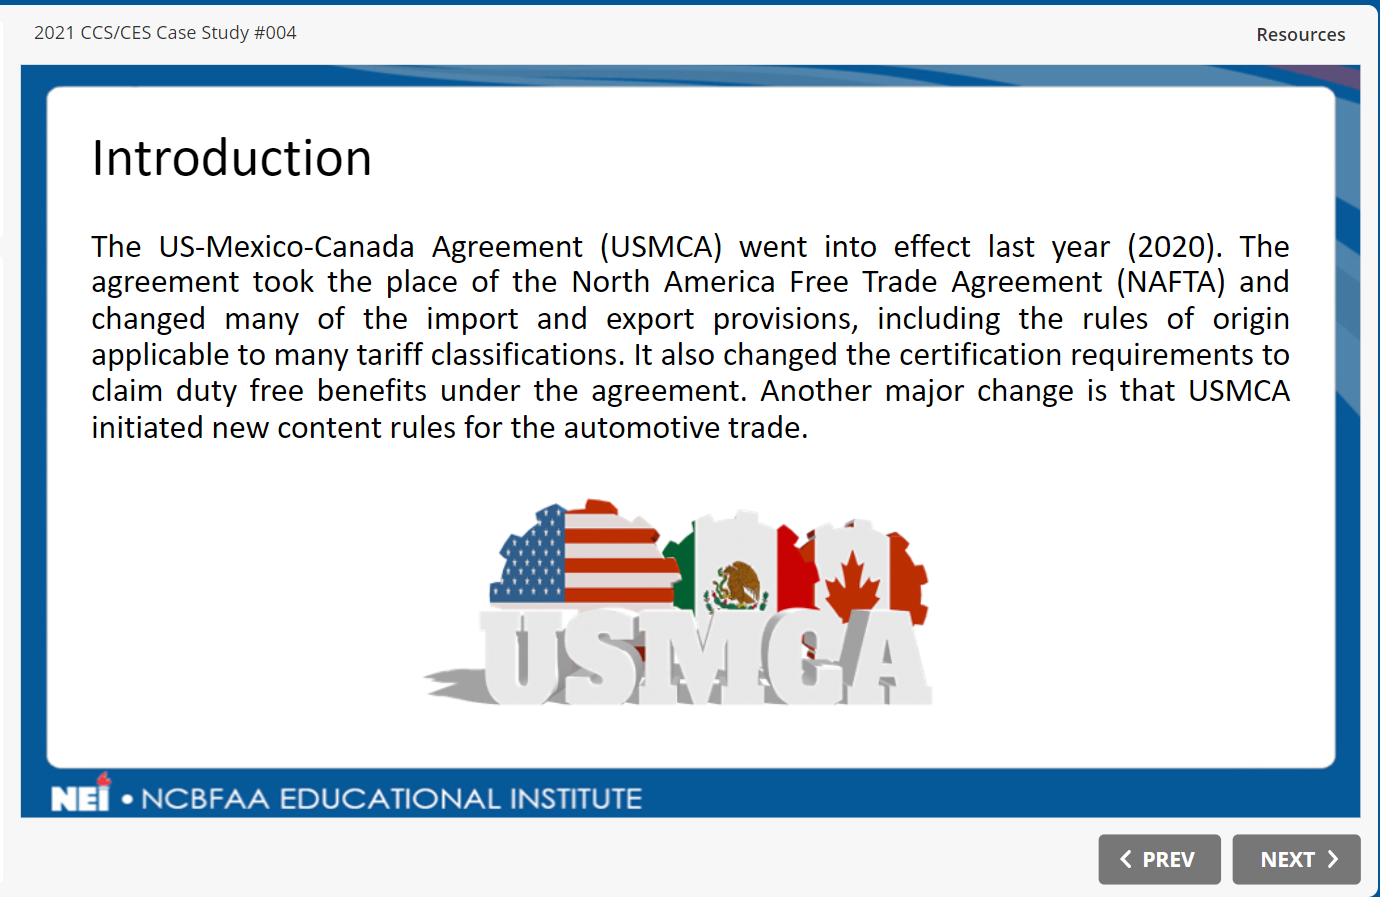 2021 CCS/CES Case Study #004
Resources
Introduction
The US-Mexico-Canada Agreement (USMCA) went into effect last year (2020). The
agreement took the place of the North America Free Trade Agreement (NAFTA) and
changed many of the import and export provisions, including the rules of origin
applicable to many tariff classifications. It also changed the certification requirements to
claim duty free benefits under the agreement. Another major change is that USMCA
initiated new content rules for the automotive trade.
USMCA
NEI • NCBFAA EDUCATIONAL INSTITUTE
PREV
NEXT